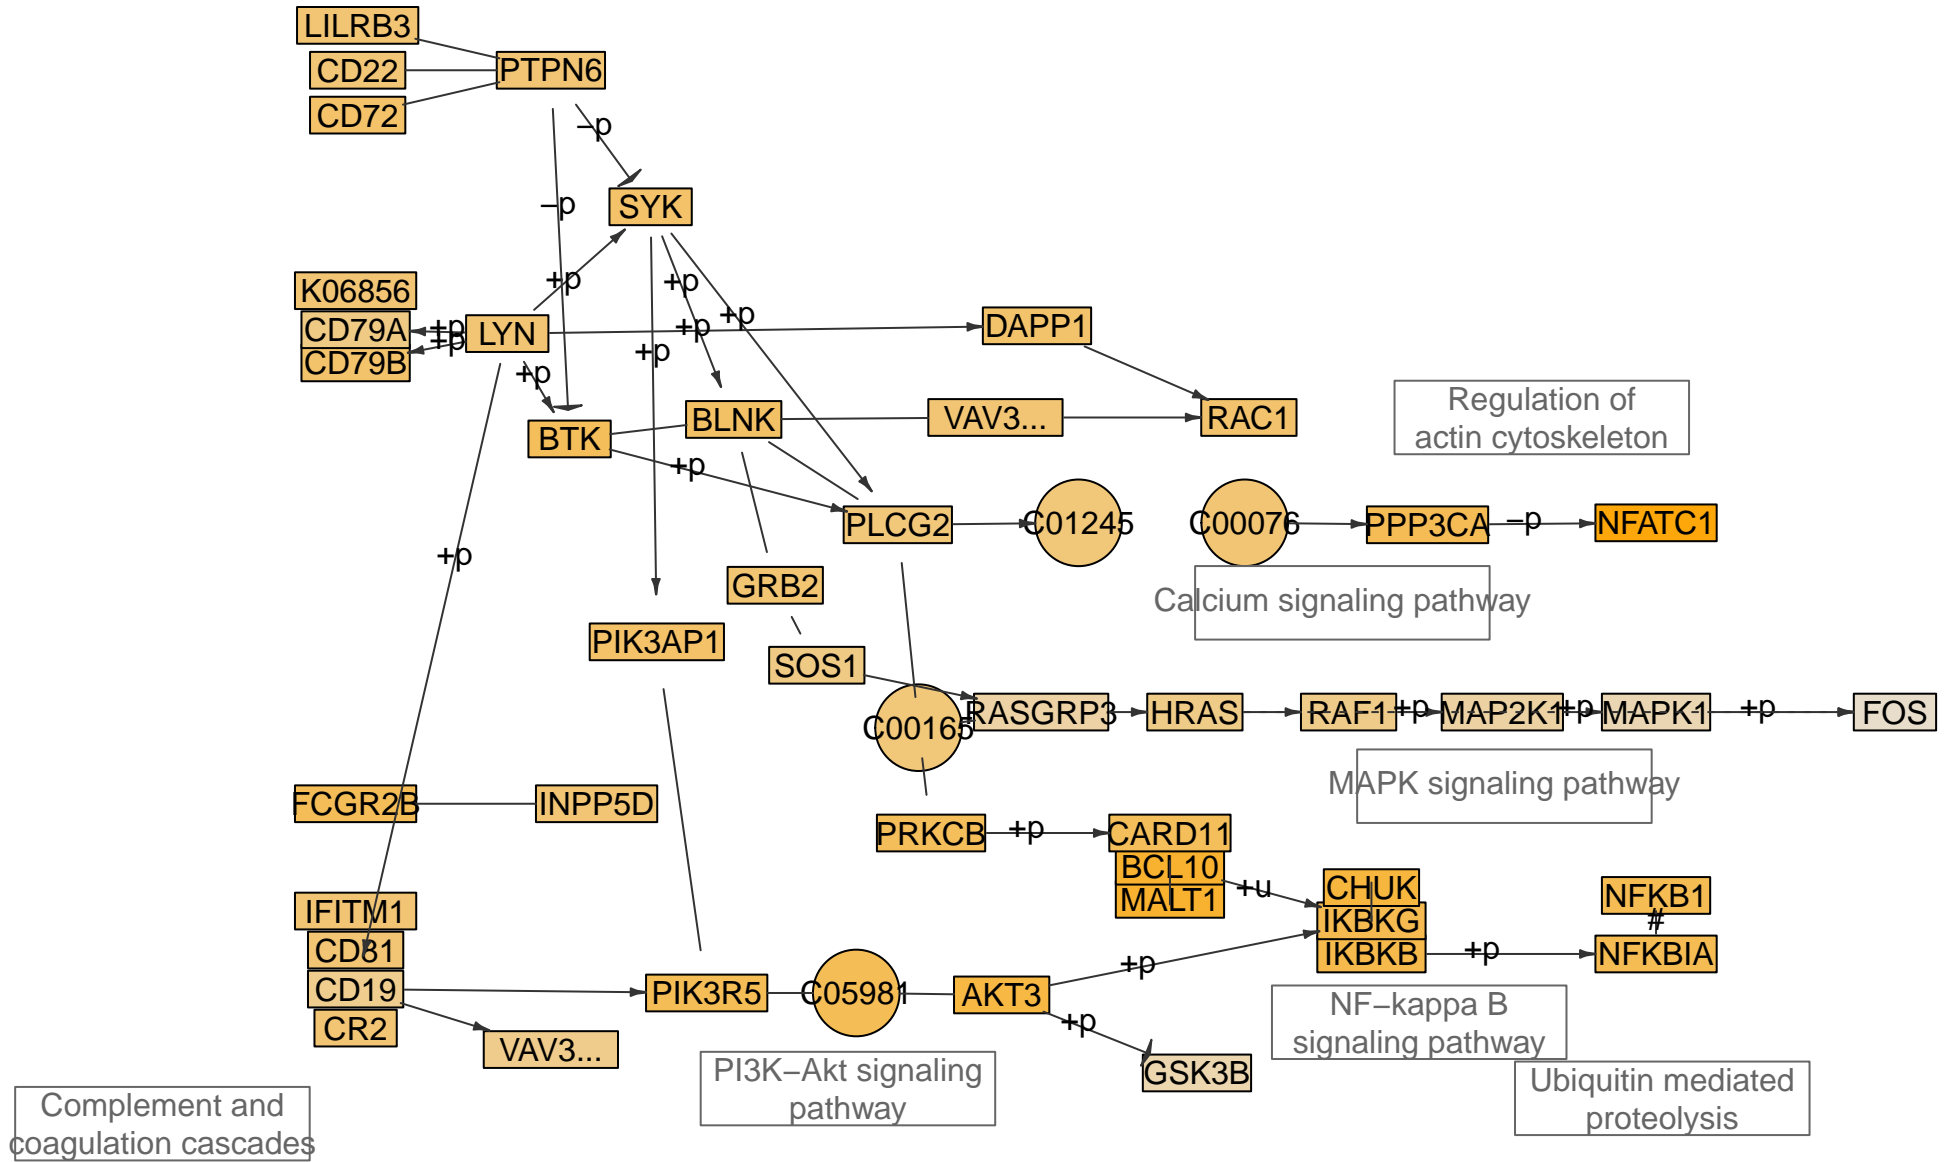 LILRB3
CD22
PTPN6
CD72
–p
SYK
–p
+p
+p
K06856
CD79A
+p
LYN
+p
+p
DAPP1
CD79B
+p
+p
+p
BTK
BLNK
VAV3...
RAC1
Regulation of
actin cytoskeleton
+p
PLCG2
C01245
C00076
PPP3CA
–p
NFATC1
+p
GRB2
Calcium signaling pathway
PIK3AP1
SOS1
C00165
RASGRP3
HRAS
RAF1
+p
MAP2K1
+p
MAPK1
+p
FOS
MAPK signaling pathway
FCGR2B
INPP5D
PRKCB
+p
CARD11
BCL10
MALT1
+u
CHUK
IKBKG
IKBKB
+p
NFKB1
#
NFKBIA
IFITM1
CD81
CD19
CR2
VAV3...
PIK3R5
C05981
AKT3
+p
+p
GSK3B
NF–kappa B
signaling pathway
PI3K–Akt signaling
pathway
Ubiquitin mediated
proteolysis
Complement and
coagulation cascades